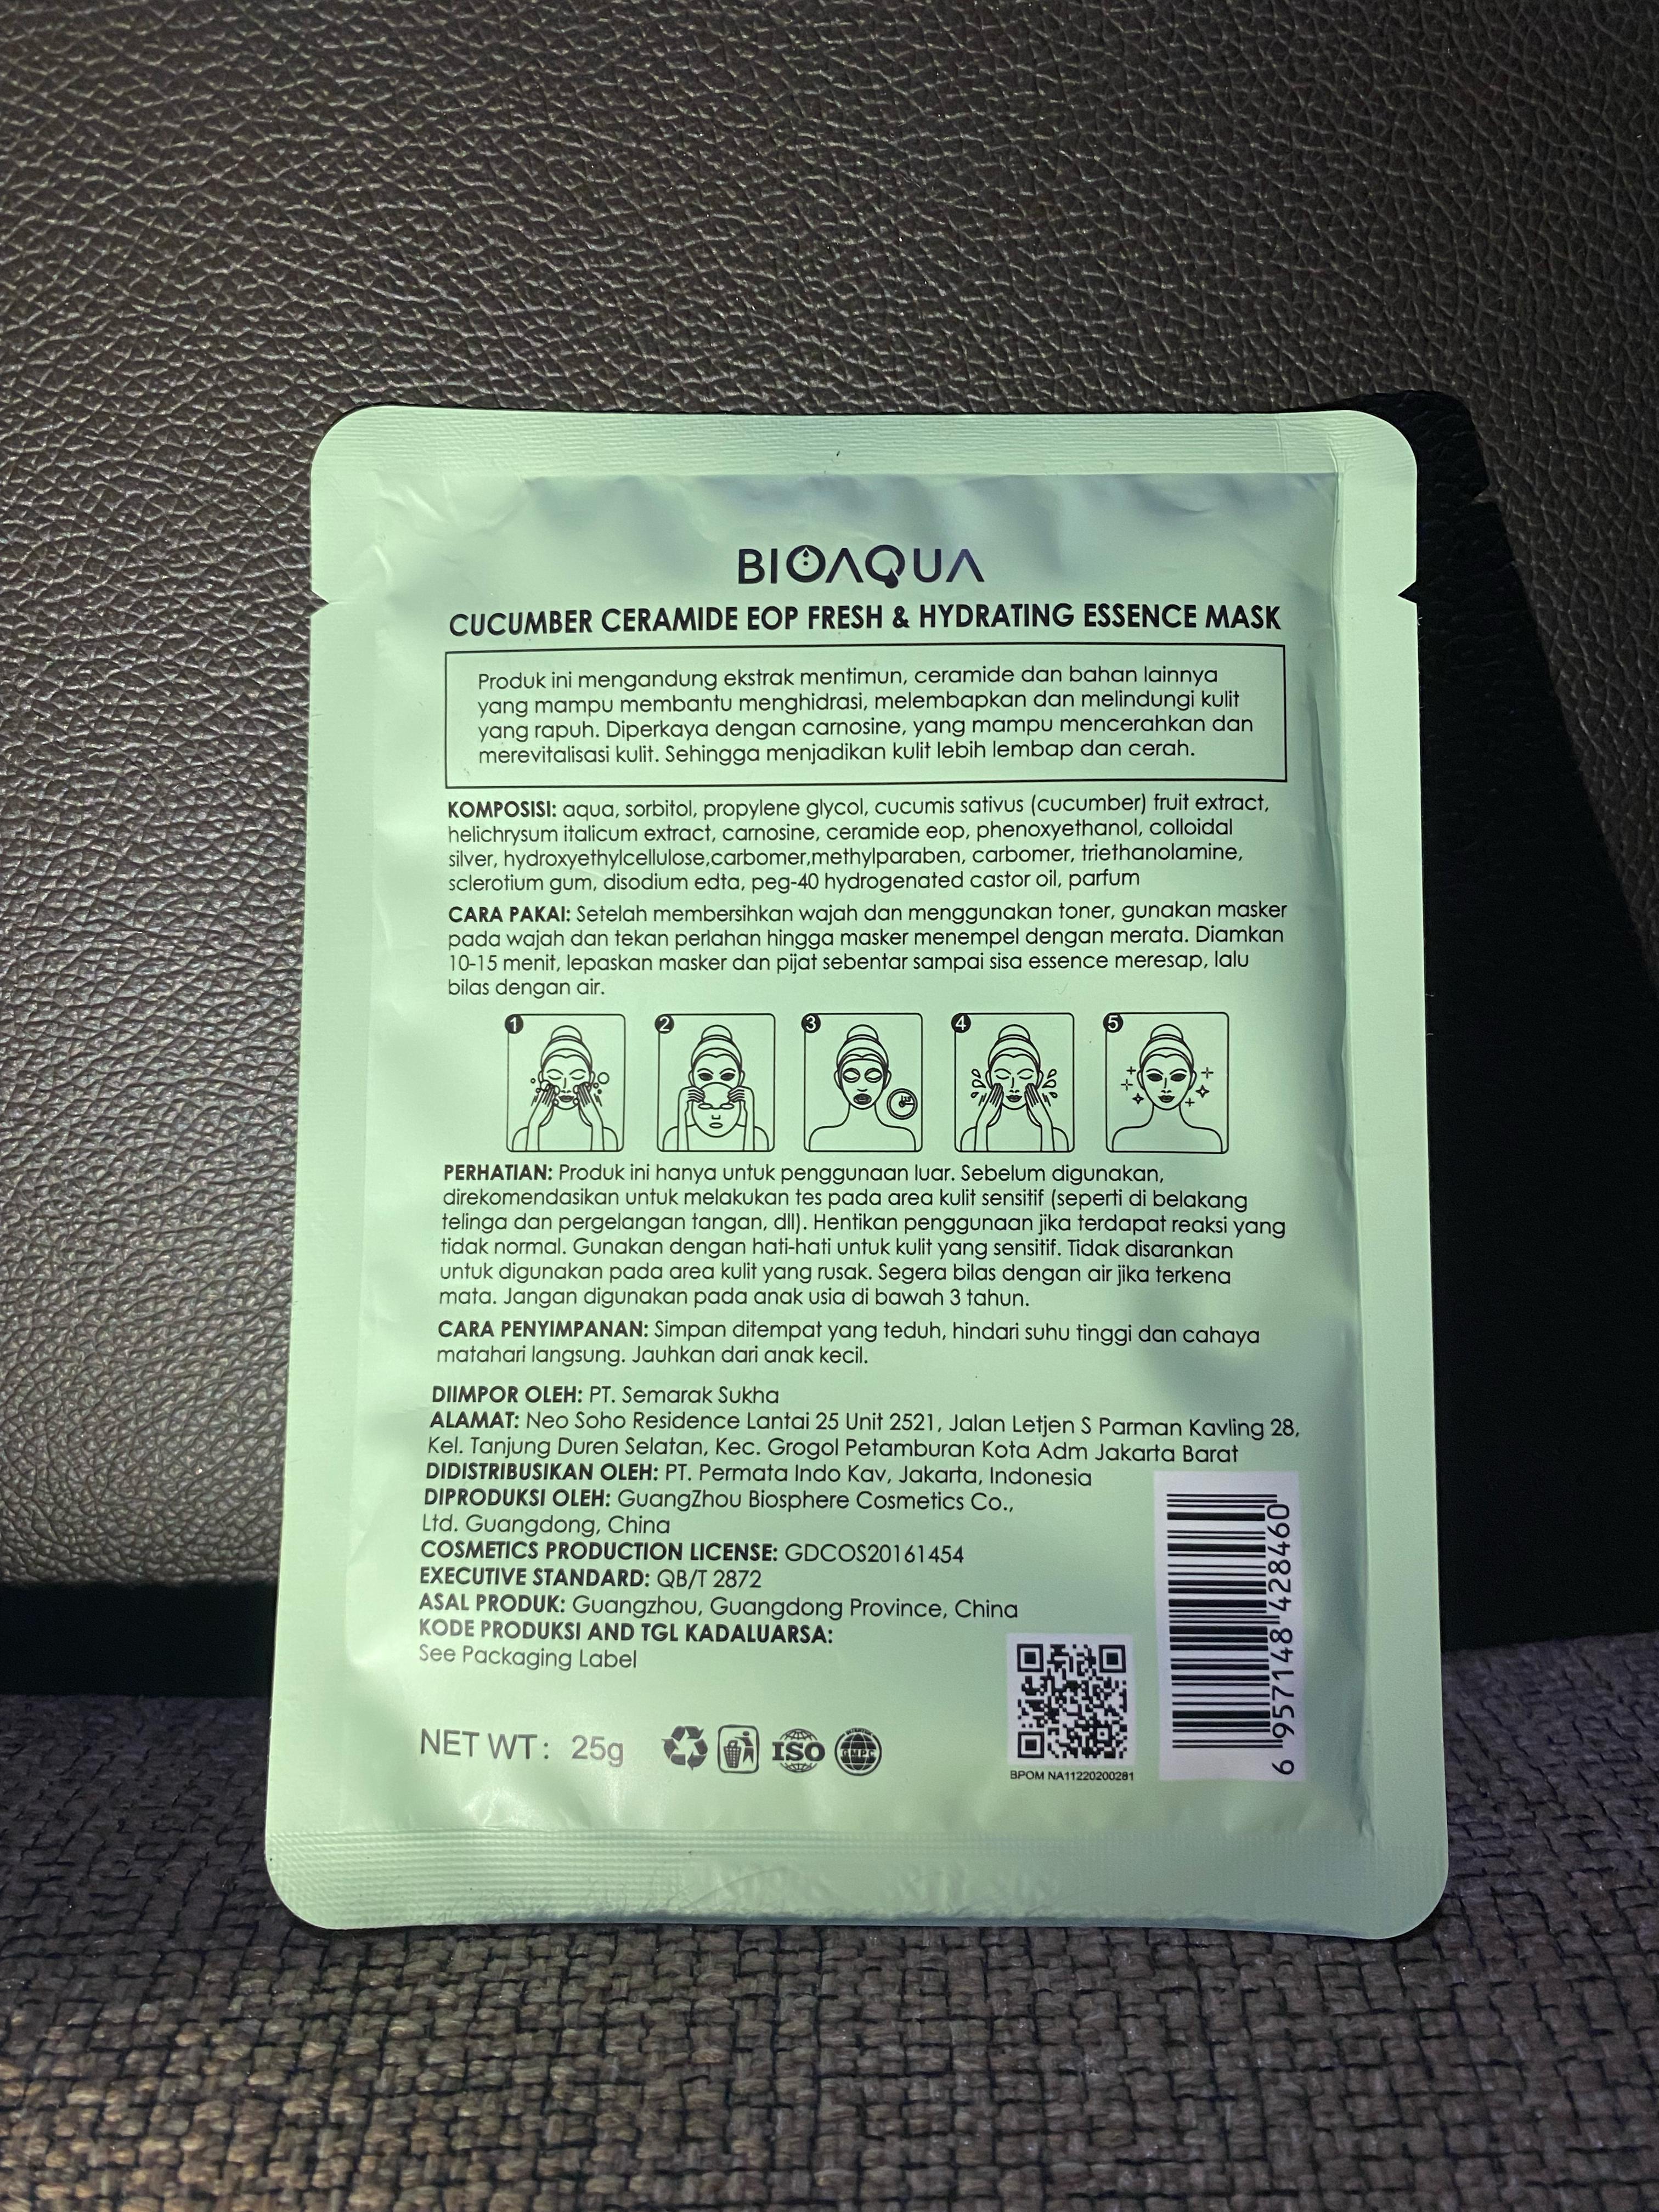 BIOAQUA
CUCUMBER CERAMIDE EOP FRESH & HYDRATING ESSENCE MASK
Produk ini mengandung ekstrak mentimun, ceramide dan bahan lainnya
yang mampu membantu menghidrasi, melembapkan dan melindungi kulit
yang rapuh. Diperkaya dengan carnosine, yang mampu mencerahkan dan
merevitalisasi kulit. Sehingga menjadikan kulit lebih lembap dan cerah.
KOMPOSISI: aqua, sorbitol, propylene glycol, cucumis sativus (cucumber) fruit extract,
helichrysum italicum extract, carnosine, ceramide eop, phenoxyethanol, colloidal
silver, hydroxyethylcellulose,carbomer,methylparaben, carbomer, triethanolamine,
sclerotium gum, disodium edta, peg-40 hydrogenated castor oil, parfum
CARA PAKAI: Setelah membersihkan wajah dan menggunakan toner, gunakan masker
pada wajah dan tekan perlahan hingga masker menempel dengan merata. Diamkan
10-15 menit, lepaskan masker dan pijat sebentar sampai sisa essence meresap, lalu
bilas dengan air.
1 2 3 4 5
PERHATIAN: Produk ini hanya untuk penggunaan luar. Sebelum digunakan,
direkomendasikan untuk melakukan tes pada area kulit sensitif (seperti di belakang
telinga dan pergelangan tangan, dll). Hentikan penggunaan jika terdapat reaksi yang
tidak normal. Gunakan dengan hati-hati untuk kulit yang sensitif. Tidak disarankan
untuk digunakan pada area kulit yang rusak. Segera bilas dengan air jika terkena
mata. Jangan digunakan pada anak usia di bawah 3 tahun.
CARA PENYIMPANAN: Simpan ditempat yang teduh, hindari suhu tinggi dan cahaya
matahari langsung. Jauhkan dari anak kecil.
DIIMPOR OLEH: PT. Semarak Sukha
ALAMAT: Neo Soho Residence Lantai 25 Unit 2521, Jalan Letjen S Parman Kavling 28,
Kel. Tanjung Duren Selatan, Kec. Grogol Petamburan Kota Adm Jakarta Barat
DIDISTRIBUSIKAN OLEH: PT. Permata Indo Kav, Jakarta, Indonesia
DIPRODUKSI OLEH: GuangZhou Biosphere Cosmetics Co.,
Ltd. Guangdong, China
COSMETICS PRODUCTION LICENSE: GDCOS20161454
EXECUTIVE STANDARD: QB/T 2872
ASAL PRODUK: Guangzhou, Guangdong Province, China
KODE PRODUKSI AND TGL KADALUARSA:
See Packaging Label
NET WT: 25g
ISO
GMPC
BPOM NA11220200281
6 957148 428460